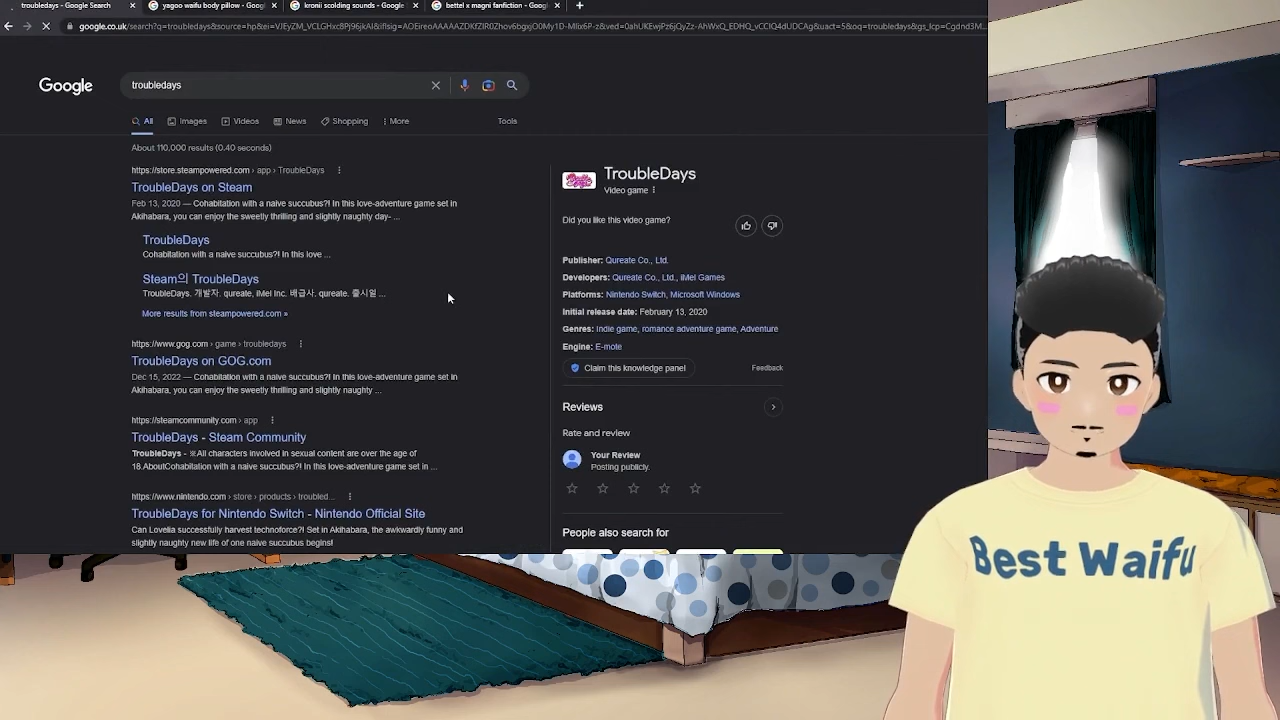 troubledays - Google Search
yagoo waifu body pillow - Googl
kronii scolding sounds - Google
bettel x magni fanfiction - Googl
google.co.uk/search?q=troubledays&source=hp&ei=
Google
troubledays
All
Images
Videos
News
Shopping
More
Tools
About 110,000 results (0.40 seconds)
https://store.steampowered.com › app › TroubleDays
TroubleDays on Steam
Feb 13, 2020 — Cohabitation with a naive succubus?! In this love-adventure game set in
Akihabara, you can enjoy the sweetly thrilling and slightly naughty day- ...
TroubleDays
Cohabitation with a naive succubus?! In this love ...
Steam의 TroubleDays
TroubleDays. 개발자. qureate, iMel Inc. 배급사. qureate. 출시일 ...
More results from steampowered.com »
https://www.gog.com › game › troubledays
TroubleDays on GOG.com
Dec 15, 2022 — Cohabitation with a naive succubus?! In this love-adventure game set in
Akihabara, you can enjoy the sweetly thrilling and slightly naughty ...
https://steamcommunity.com › app
TroubleDays - Steam Community
TroubleDays - ※All characters involved in sexual content are over the age of
18.AboutCohabitation with a naive succubus?! In this love-adventure game set in ...
https://www.nintendo.com › store › products › troubled...
TroubleDays for Nintendo Switch - Nintendo Official Site
Can Lovelia successfully harvest technoforce?! Set in Akihabara, the awkwardly funny and
slightly naughty new life of one naive succubus begins!
TroubleDays
Video game
Did you like this video game?
Publisher: Qureate Co., Ltd.
Developers: Qureate Co., Ltd, iMel Games
Platforms: Nintendo Switch, Microsoft Windows
Initial release date: February 13, 2020
Genres: Indie game, romance adventure game, Adventure
Engine: E-mote
Claim this knowledge panel
Feedback
Reviews
Rate and review
Your Review
Posting publicly.
People also search for
Best Waifu